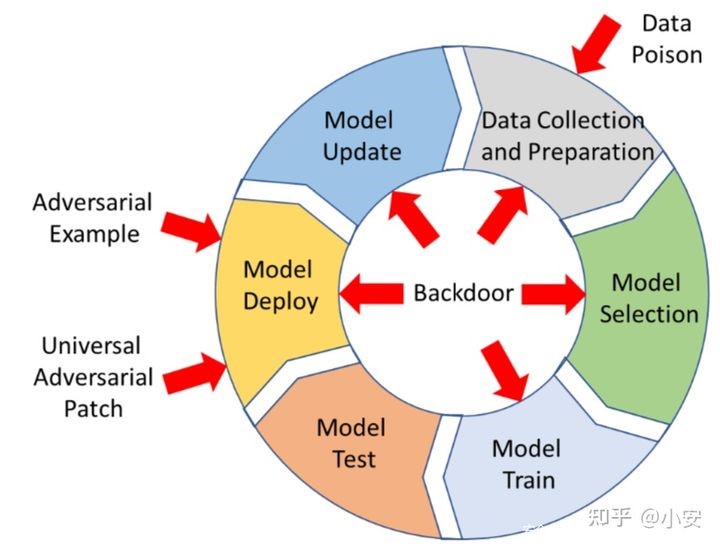 Data
Poison
Data Collection
and Preparation
Model
Update
Adversarial
Example
Model
Deploy
Backdoor
Model
Selection
Universal
Adversarial
Patch
Model
Test
Model
Train
知乎 @小安